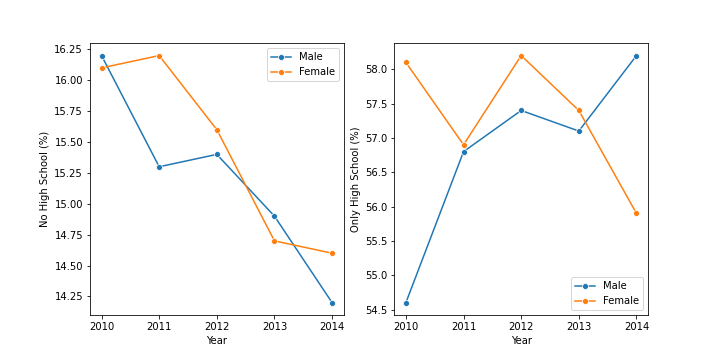 No High School (%)
16.25
16.00
15.75
15.50
15.25
15.00
14.75
14.50
14.25
2010 2011 2012 2013 2014
Year
Male
Female
Only High School (%)
58.0
57.5
57.0
56.5
56.0
55.5
55.0
54.5
2010 2011 2012 2013 2014
Year
Male
Female